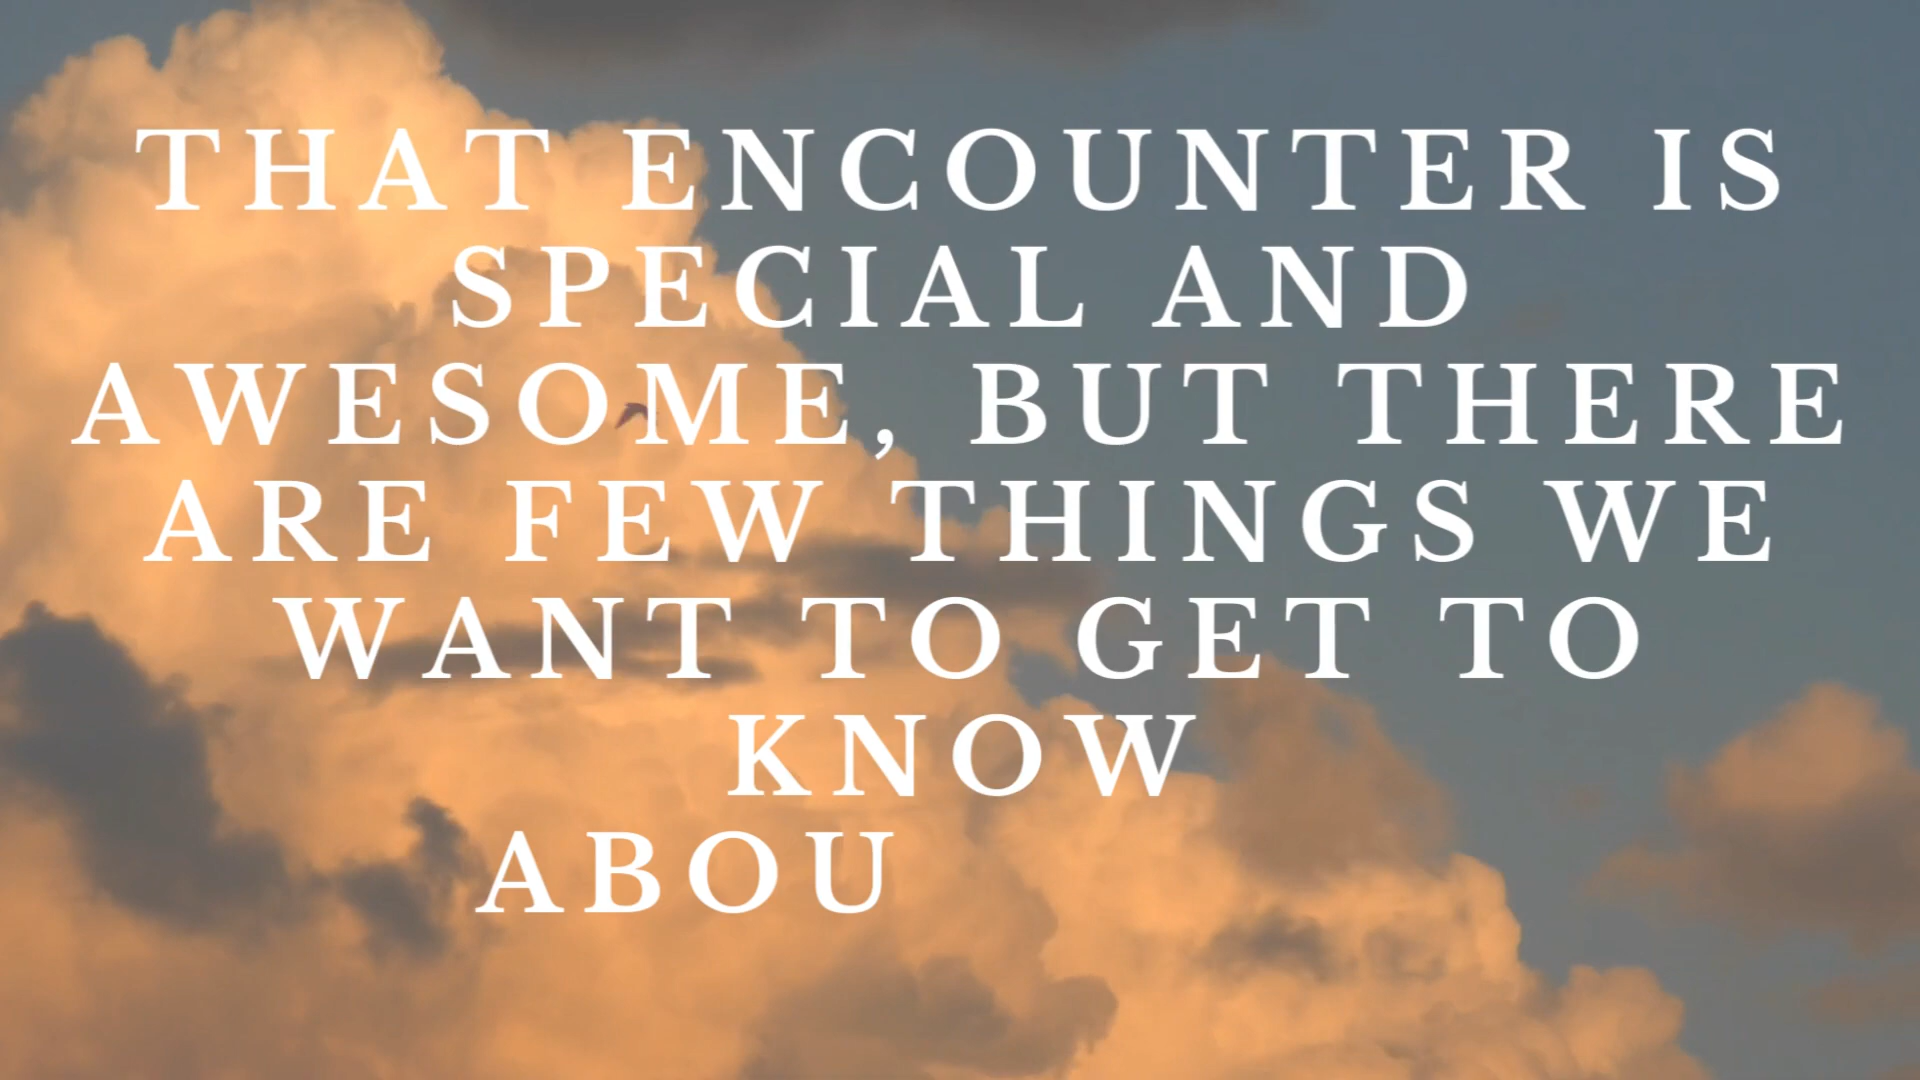 THAT ENCOUNTER IS
SPECIAL AND
AWESOME, BUT THERE
ARE FEW THINGS WE
WANT TO GET TO
KNOW
ABOU